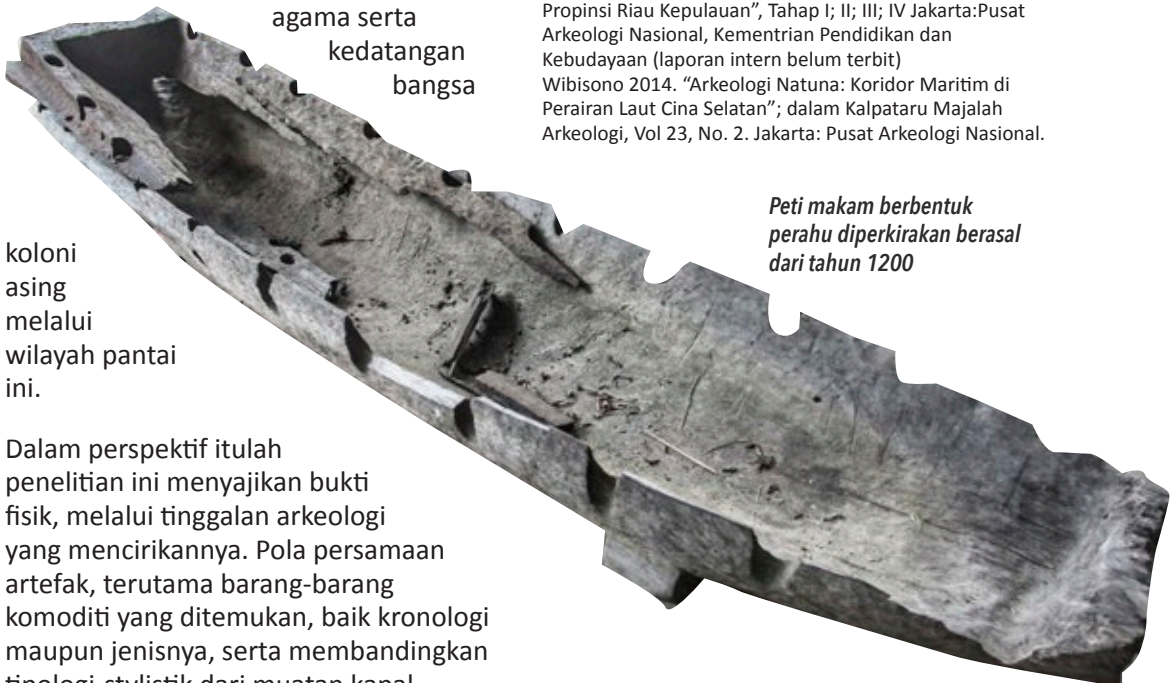 agama serta
kedatangan
bangsa
koloni
asing
melalui
wilayah pantai
ini.
Dalam perspektif itulah
penelitian ini menyajikan bukti
fisik, melalui tinggalan arkeologi
yang mencirikannya. Pola persamaan
artefak, terutama barang-barang
komoditi yang ditemukan, baik kronologi
maupun jenisnya, serta membandingkan
Propinsi Riau Kepulauan”, Tahap I; II; III; IV Jakarta:Pusat
Arkeologi Nasional, Kementrian Pendidikan dan
Kebudayaan (laporan intern belum terbit)
Wibisono 2014. “Arkeologi Natuna: Koridor Maritim di
Perairan Laut Cina Selatan”; dalam Kalpataru Majalah
Arkeologi, Vol 23, No. 2. Jakarta: Pusat Arkeologi Nasional.
Peti makam berbentuk
perahu diperkirakan berasal
dari tahun 1200